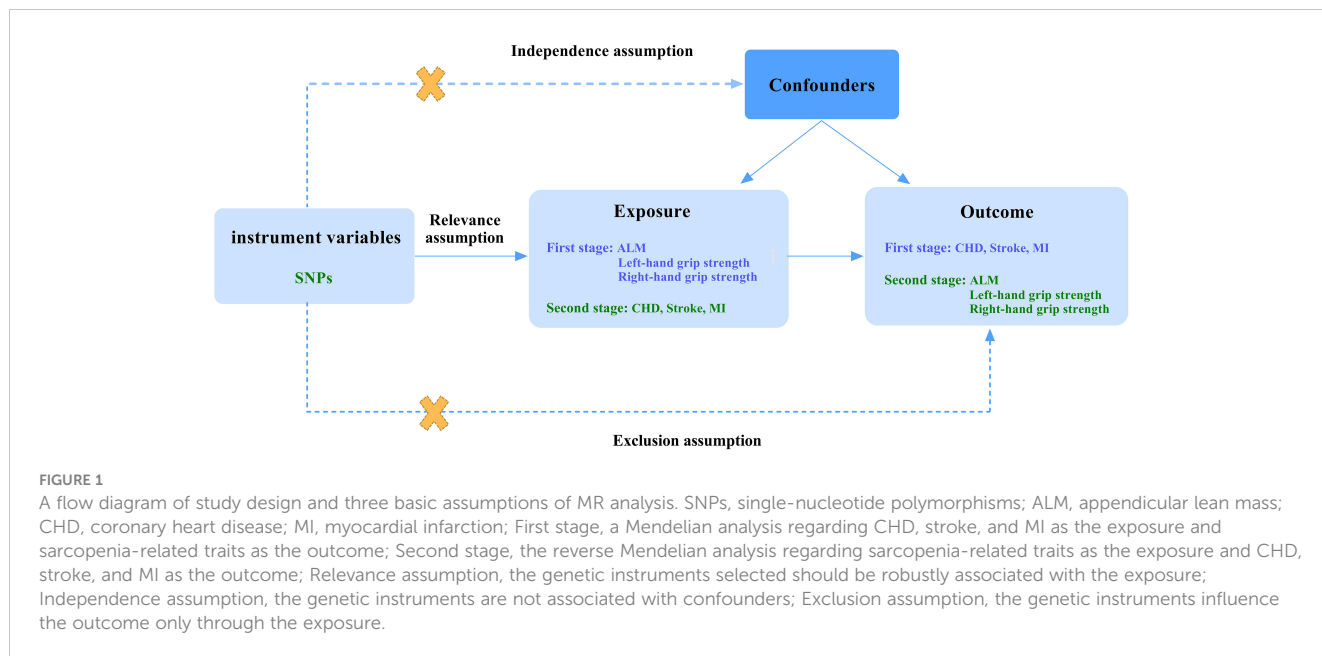 Independence assumption
Confounders
Relevance
assumption
instrument variables
SNPs
Exposure
First stage: ALM
Left-hand grip strength
Right-hand grip strength
Second stage: CHD, Stroke, MI
Outcome
First stage: CHD, Stroke, MI
Second stage: ALM
Left-hand grip strength
Right-hand grip strength
Exclusion assumption
FIGURE 1
A flow diagram of study design and three basic assumptions of MR analysis. SNPs, single-nucleotide polymorphisms; ALM, appendicular lean mass;
CHD, coronary heart disease; MI, myocardial infarction; First stage, a Mendelian analysis regarding CHD, stroke, and MI as the exposure and
sarcopenia-related traits as the outcome; Second stage, the reverse Mendelian analysis regarding sarcopenia-related traits as the exposure and CHD,
stroke, and MI as the outcome; Relevance assumption, the genetic instruments selected should be robustly associated with the exposure;
Independence assumption, the genetic instruments are not associated with confounders; Exclusion assumption, the genetic instruments influence
the outcome only through the exposure.